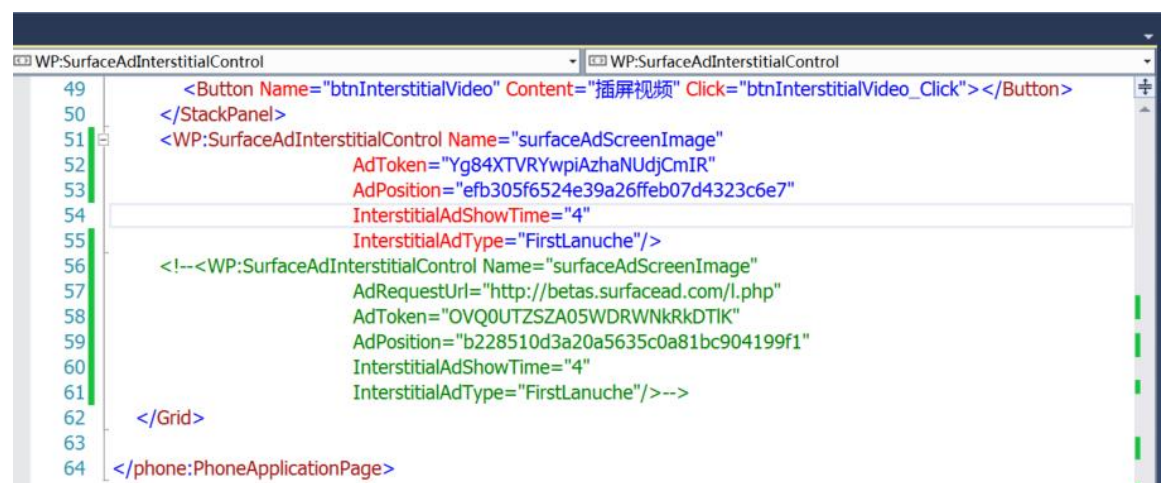 WP:SurfaceAdInterstitialControl WP:SurfaceAdInterstitialControl
49 <Button Name="btnInterstitialVideo" Content="插屏视频" Click="btnInterstitialVideo_Click"></Button>
50 </StackPanel>
51 <WP:SurfaceAdInterstitialControl Name="surfaceAdScreenImage"
52 AdToken="Yg84XTVRYwpiAzhaNUdjCmIR"
53 AdPosition="efb305f6524e39a26ffeb07d4323c6e7"
54 InterstitialAdShowTime="4"
55 InterstitialAdType="FirstLanuche"/>
56 <!--<WP:SurfaceAdInterstitialControl Name="surfaceAdScreenImage"
57 AdRequestUrl="http://betas.surfacead.com/l.php"
58 AdToken="OVQ0UTZSZA05WDRWNkRkDTlK"
59 AdPosition="b228510d3a20a5635c0a81bc904199f1"
60 InterstitialAdShowTime="4"
61 InterstitialAdType="FirstLanuche"/>-->
62 </Grid>
63
64 </phone:PhoneApplicationPage>